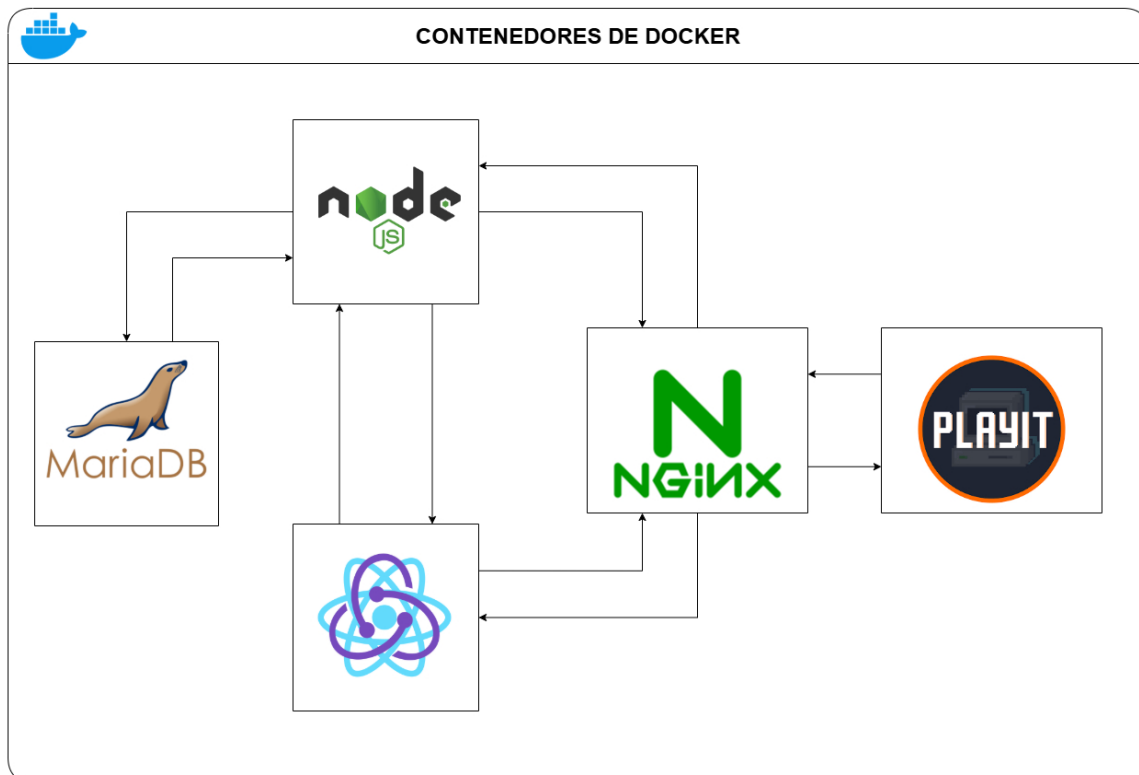 CONTENEDORES DE DOCKER
node
JS
MariaDB
NGiNX
PLAYIT